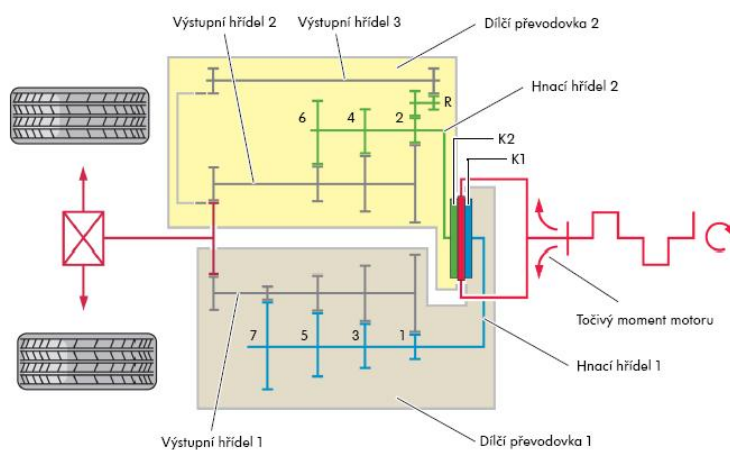 Výstupní hřídel 2
Výstupní hřídel 3
Dílčí převodovka 2
Hnací hřídel 2
R
6
4
2
K2
K1
Točivý moment motoru
7
5
3
1
Hnací hřídel 1
Výstupní hřídel 1
Dílčí převodovka 1